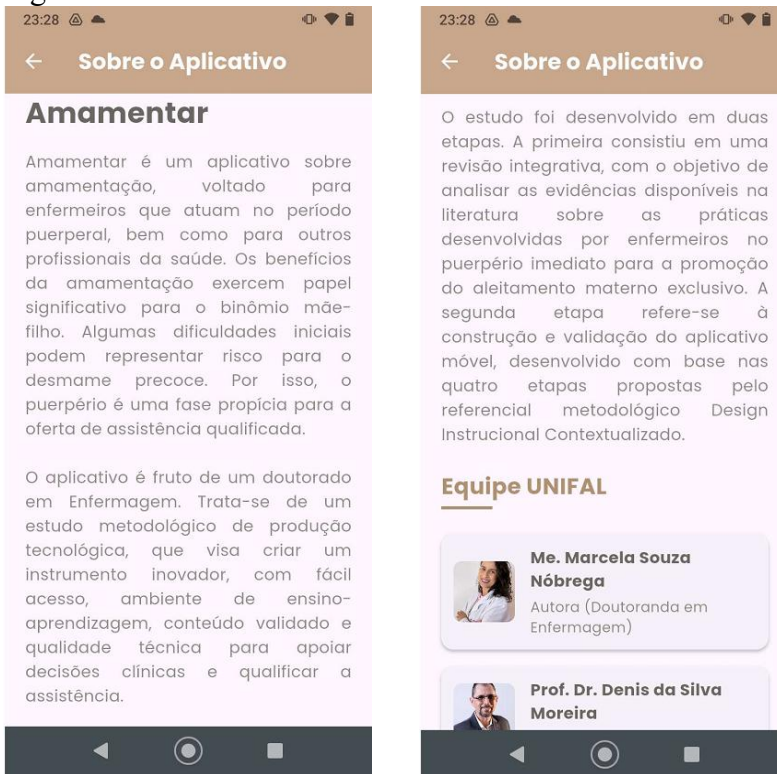 23:28
Sobre o Aplicativo
Amamentar
Amamentar é um aplicativo sobre
amamentação, voltado para
enfermeiros que atuam no período
puerperal, bem como para outros
profissionais da saúde. Os benefícios
da amamentação exercem papel
significativo para o binômio mãe-
filho. Algumas dificuldades iniciais
podem representar risco para o
desmame precoce. Por isso, o
puerpério é uma fase propícia para a
oferta de assistência qualificada.
O aplicativo é fruto de um doutorado
em Enfermagem. Trata-se de um
estudo metodológico de produção
tecnológica, que visa criar um
instrumento inovador, com fácil
acesso, ambiente de ensino-
aprendizagem, conteúdo validado e
qualidade técnica para apoiar
decisões clínicas e qualificar a
assistência.
23:28
Sobre o Aplicativo
O estudo foi desenvolvido em duas
etapas. A primeira consistiu em uma
revisão integrativa, com o objetivo de
analisar as evidências disponíveis na
literatura sobre as práticas
desenvolvidas por enfermeiros no
puerpério imediato para a promoção
do aleitamento materno exclusivo. A
segunda etapa refere-se à
construção e validação do aplicativo
móvel, desenvolvido com base nas
quatro etapas propostas pelo
referencial metodológico Design
Instrucional Contextualizado.
Equipe UNIFAL
Me. Marcela Souza
Nóbrega
Autora (Doutoranda em
Enfermagem)
Prof. Dr. Denis da Silva
Moreira